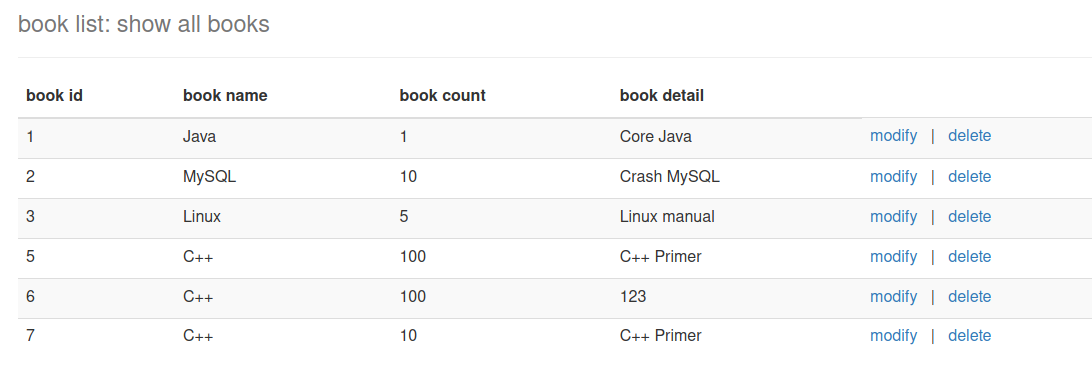 book list: show all books
book id book name book count book detail
1 Java 1 Core Java modify | delete
2 MySQL 10 Crash MySQL modify | delete
3 Linux 5 Linux manual modify | delete
5 C++ 100 C++ Primer modify | delete
6 C++ 100 123 modify | delete
7 C++ 10 C++ Primer modify | delete